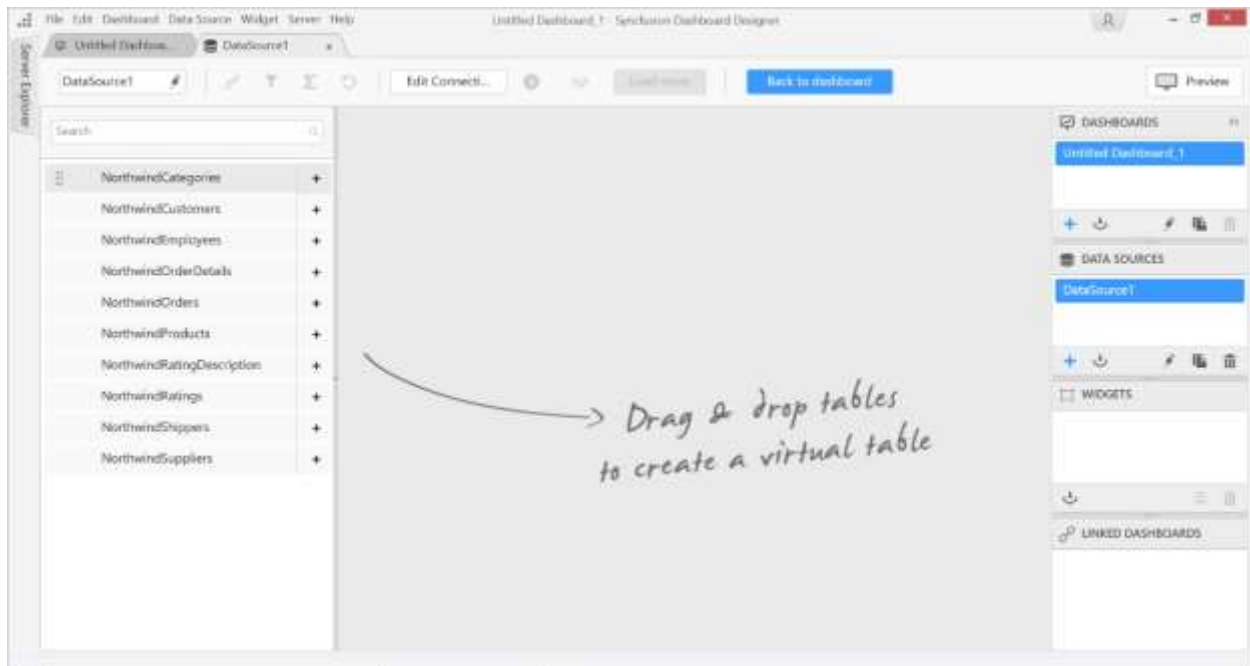 File Edit Dashboard Data Source Widget Server Help
Untitled Dashboard_1 - Syncfusion Dashboard Designer
Server Explorer
Untitled Dashboa...
DataSource1
DataSource1
Edit Connecti...
Load more
Back to dashboard
Preview
Search
NorthwindCategories
NorthwindCustomers
NorthwindEmployees
NorthwindOrderDetails
NorthwindOrders
NorthwindProducts
NorthwindRatingDescription
NorthwindRatings
NorthwindShippers
NorthwindSuppliers
Drag & drop tables
to create a virtual table
DASHBOARDS
Untitled Dashboard_1
DATA SOURCES
DataSource1
WIDGETS
LINKED DASHBOARDS